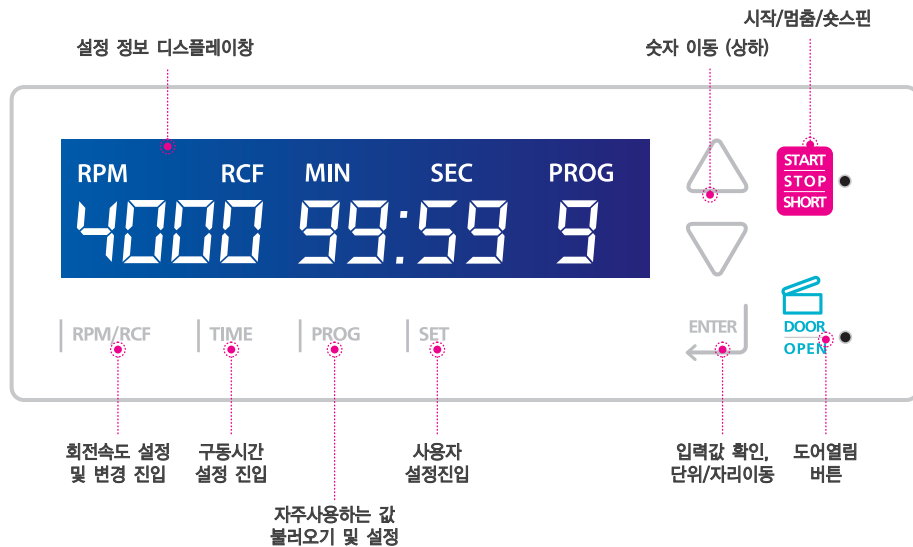 시작/멈춤/숏스핀
설정 정보 디스플레이창
숫자 이동 (상하)
RPM RCF MIN SEC PROG
4000 99:59 9
START
STOP
SHORT
RPM/RCF TIME PROG SET
ENTER
DOOR
OPEN
회전속도 설정
및 변경 진입
구동시간
설정 진입
사용자
설정진입
입력값 확인,
단위/자리이동
도어열림
버튼
자주사용하는 값
불러오기 및 설정